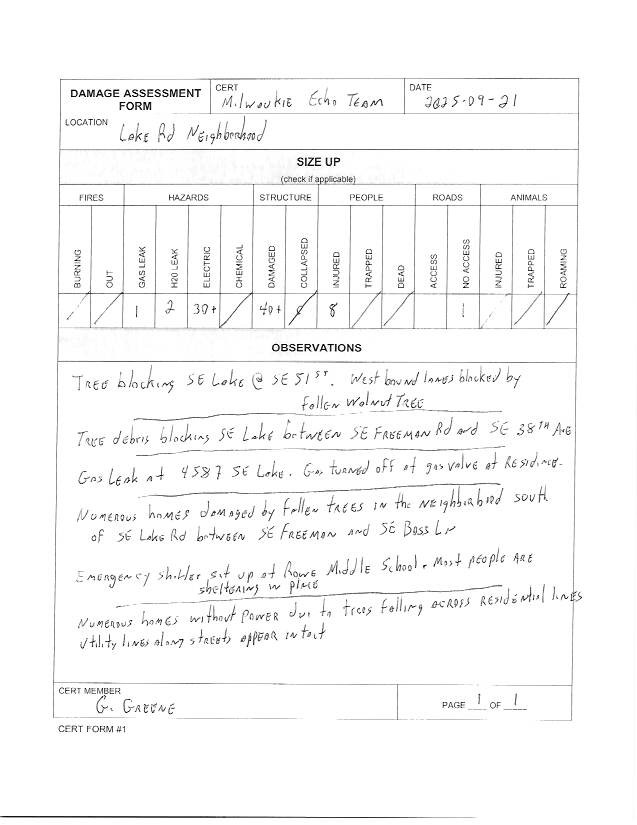 DAMAGE ASSESSMENT FORM
CERT
Milwaukie Echo Team
DATE
2025-09-21
LOCATION
Lake Rd Neighborhood
SIZE UP
(check if applicable)
FIRES HAZARDS STRUCTURE PEOPLE ROADS ANIMALS
BURNING OUT GAS LEAK H20 LEAK ELECTRIC CHEMICAL DAMAGED COLLAPSED INJURED TRAPPED DEAD ACCESS NO ACCESS INJURED TRAPPED ROAMING
/ / 1 2 30+ / 40+ 8 / / 1 / / /
OBSERVATIONS
Tree blocking SE Lake @ SE 51ST. West bound lanes blocked by
fallen Walnut Tree
Tree debris blocking SE Lake between SE Freeman Rd and SE 38TH Ave
Gas Leak at 4587 SE Lake. Gas turned off at gas valve at Residence.
Numerous homes damaged by fallen trees in the neighborhood south
of SE Lake Rd between SE Freeman and SE Bass Ln
Emergency shelter set up at Rowe Middle School. Most people are
sheltering in place
Numerous homes without power due to trees falling across residential lines
Utility lines along streets appear intact
CERT MEMBER
G. Greene
PAGE 1 OF 1
CERT FORM #1